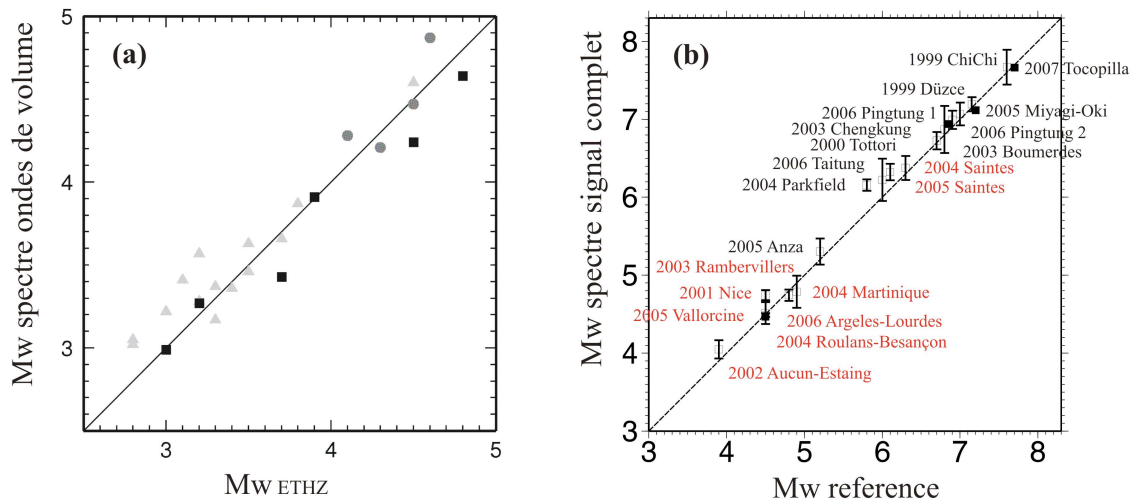 (a)
Mw spectre ondes de volume
5
4
3
3
4
5
Mw ETHZ
(b)
Mw spectre signal complet
8
7
6
5
4
3
1999 ChiChi
2007 Tocopilla
1999 Düzce
2006 Pingtung 1
2005 Miyagi-Oki
2003 Chengkung
2006 Pingtung 2
2000 Tottori
2003 Boumerdes
2006 Taitung
2004 Saintes
2004 Parkfield
2005 Saintes
2005 Anza
2003 Rambervillers
2001 Nice
2004 Martinique
2005 Vallorcine
2006 Argeles-Lourdes
2004 Roulans-Besançon
2002 Aucun-Estaing
3
4
5
6
7
8
Mw reference